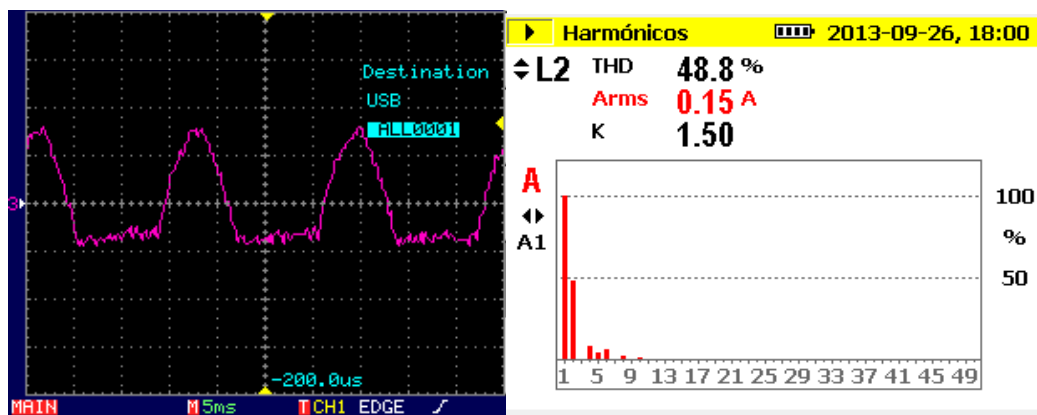 Destination
USB
ALL0001
3
-200.0us
MAIN M 5ms T CH1 EDGE
Harmónicos 2013-09-26, 18:00
L2 THD 48.8 %
Arms 0.15 A
K 1.50
A
A1
100
%
50
1 5 9 13 17 21 25 29 33 37 41 45 49